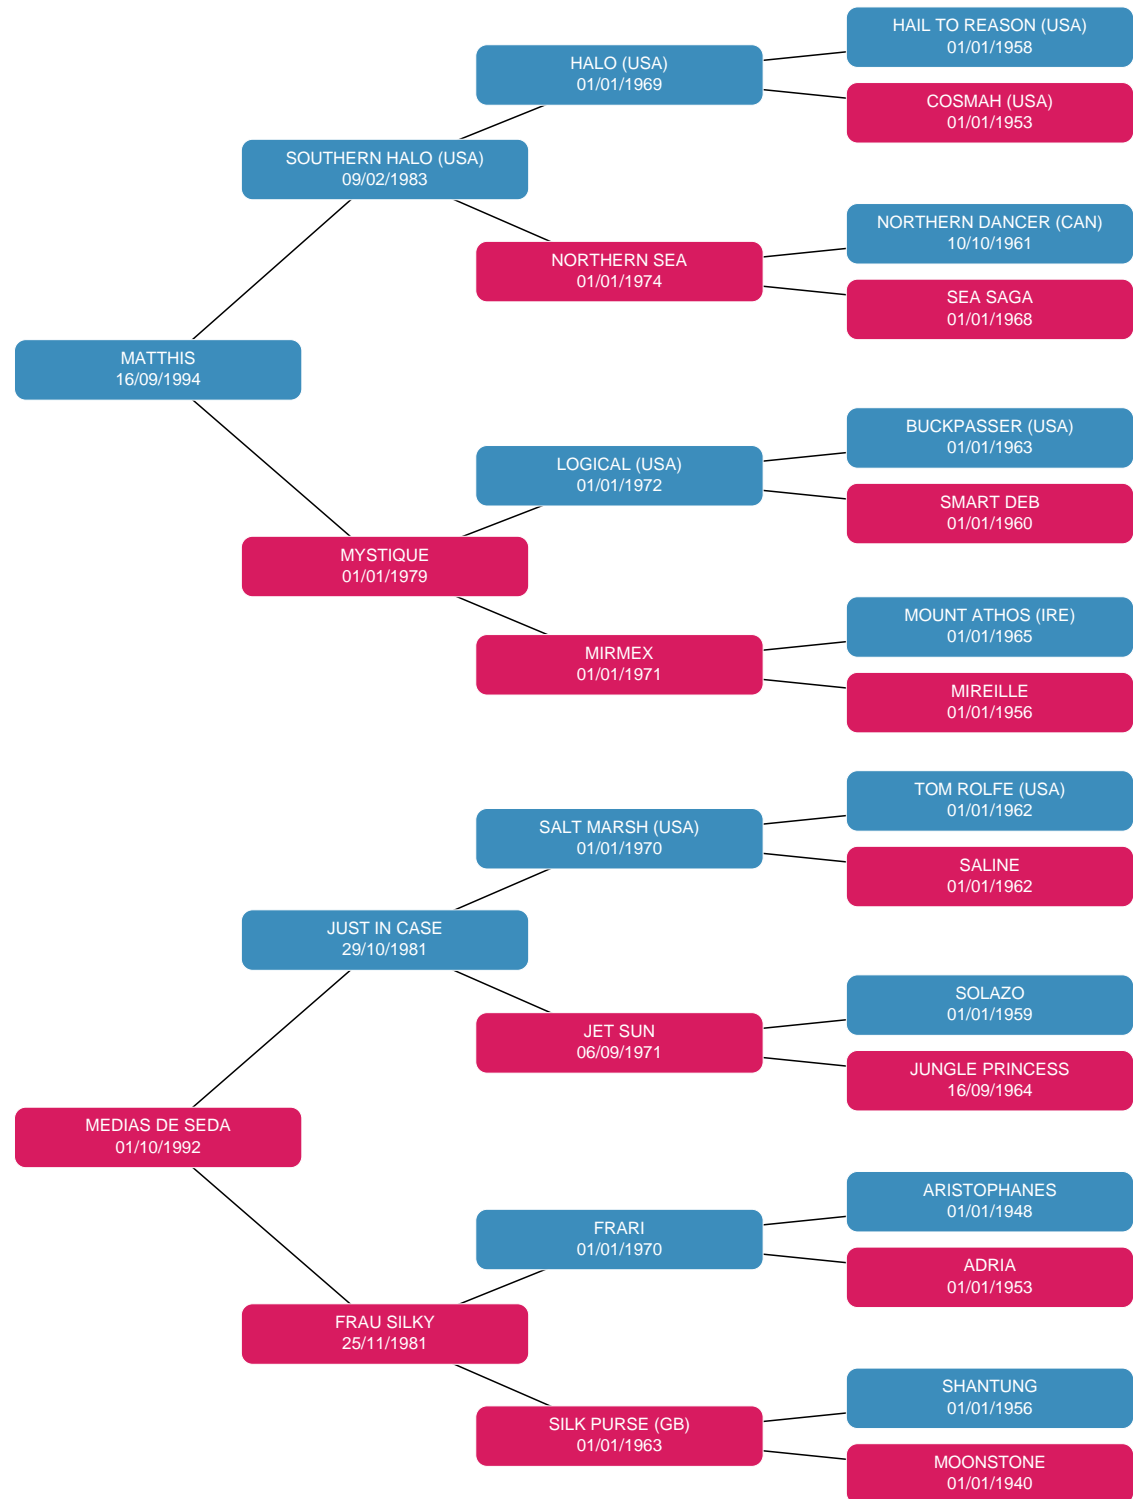 HAIL TO REASON (USA)
01/01/1958
HALO (USA)
01/01/1969
COSMAH (USA)
01/01/1953
SOUTHERN HALO (USA)
09/02/1983
NORTHERN DANCER (CAN)
10/10/1961
NORTHERN SEA
01/01/1974
SEA SAGA
01/01/1968
MATTHIS
16/09/1994
BUCKPASSER (USA)
01/01/1963
LOGICAL (USA)
01/01/1972
SMART DEB
01/01/1960
MYSTIQUE
01/01/1979
MOUNT ATHOS (IRE)
01/01/1965
MIRMEX
01/01/1971
MIREILLE
01/01/1956
TOM ROLFE (USA)
01/01/1962
SALT MARSH (USA)
01/01/1970
SALINE
01/01/1962
JUST IN CASE
29/10/1981
SOLAZO
01/01/1959
JET SUN
06/09/1971
JUNGLE PRINCESS
16/09/1964
MEDIAS DE SEDA
01/10/1992
ARISTOPHANES
01/01/1948
FRARI
01/01/1970
ADRIA
01/01/1953
FRAU SILKY
25/11/1981
SHANTUNG
01/01/1956
SILK PURSE (GB)
01/01/1963
MOONSTONE
01/01/1940